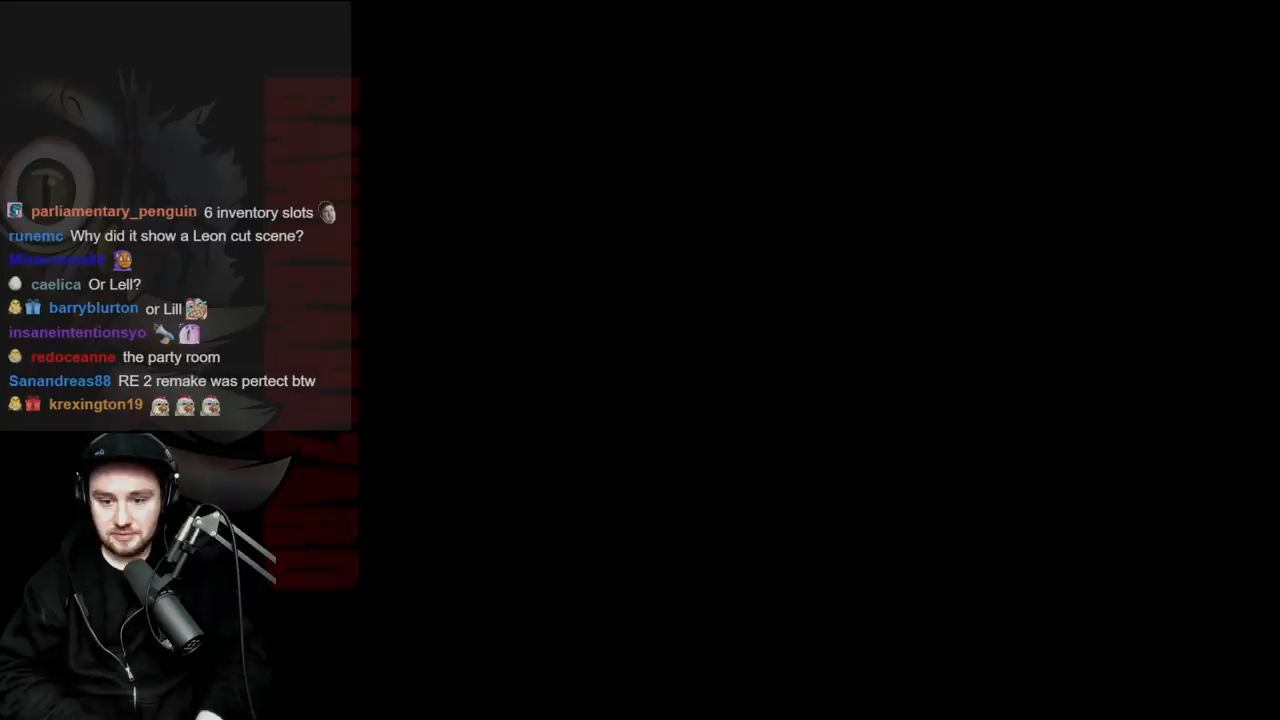 parliamentary_penguin 6 inventory slots
runemc Why did it show a Leon cut scene?
caelica Or Lell?
barryblurton or Lill
insaneintentionsyo
redoceanne the party room
Sanandreas88 RE 2 remake was pertect btw
krexington19